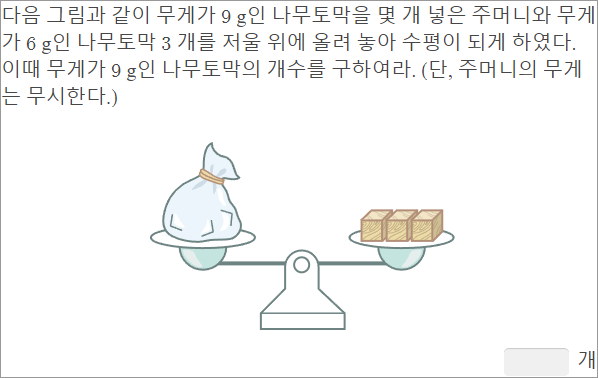 다음 그림과 같이 무게가 9 g인 나무토막을 몇 개 넣은 주머니와 무게
가 6 g인 나무토막 3 개를 저울 위에 올려 놓아 수평이 되게 하였다.
이때 무게가 9 g인 나무토막의 개수를 구하여라. (단, 주머니의 무게
는 무시한다.)
개